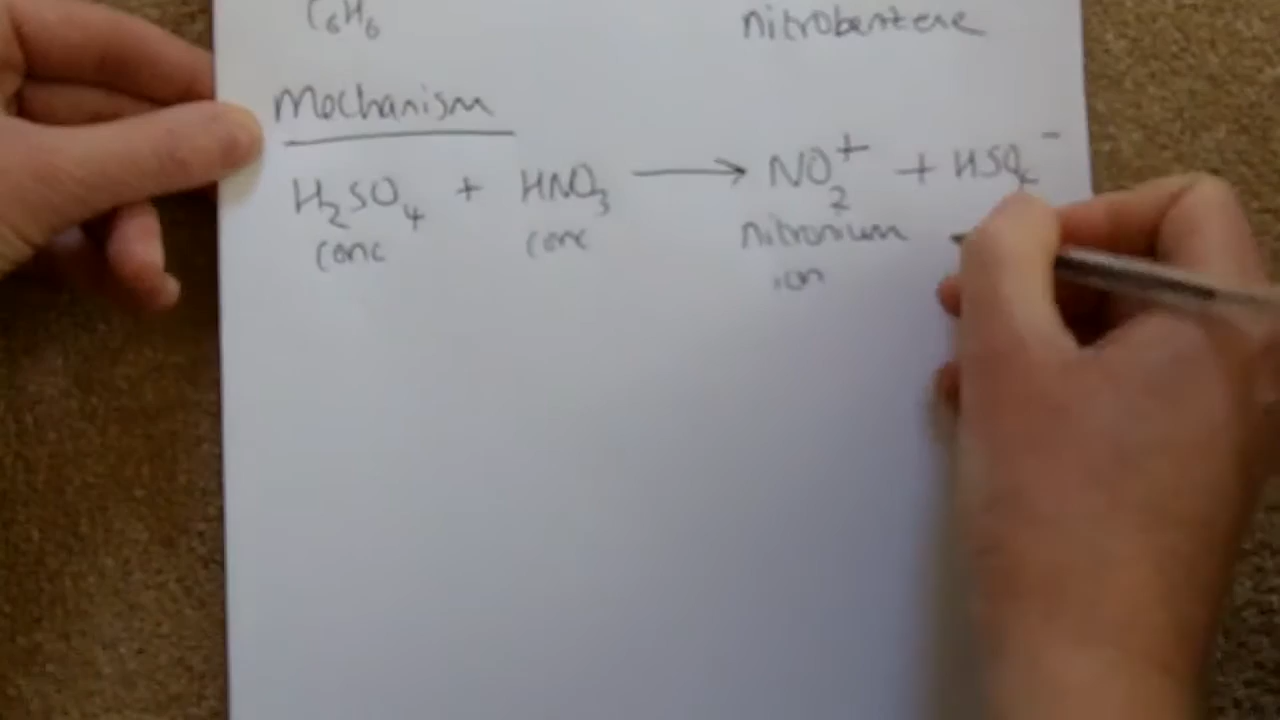 C₆H₆ nitrobenzene
Mechanism
H₂SO₄ + HNO₃ → NO₂⁺ + HSO₄⁻
conc conc nitronium
ion